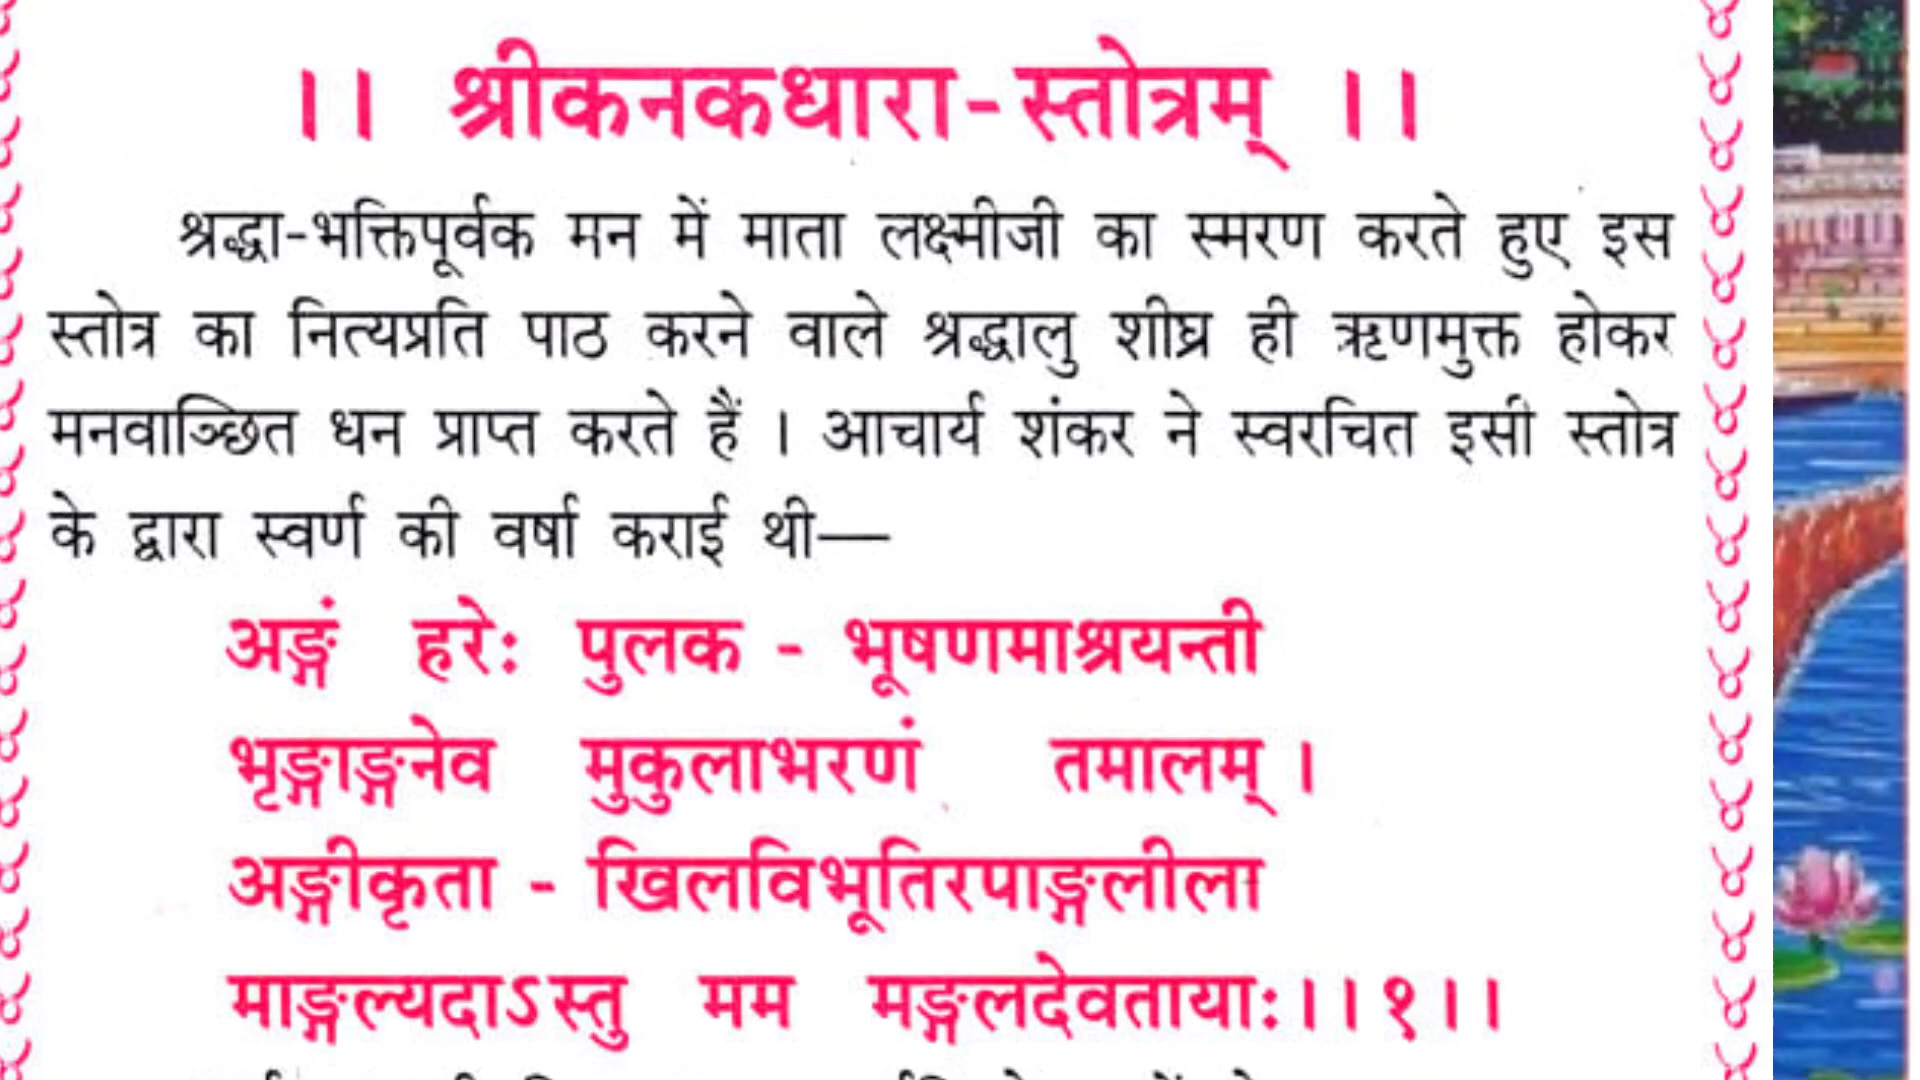 ।। श्रीकनकधारा-स्तोत्रम् ।।
श्रद्धा-भक्तिपूर्वक मन में माता लक्ष्मीजी का स्मरण करते हुए इस
स्तोत्र का नित्यप्रति पाठ करने वाले श्रद्धालु शीघ्र ही ऋणमुक्त होकर
मनवाञ्छित धन प्राप्त करते हैं । आचार्य शंकर ने स्वरचित इसी स्तोत्र
के द्वारा स्वर्ण की वर्षा कराई थी—
अङ्गं हरेः पुलक - भूषणमाश्रयन्ती
भृङ्गाङ्गनेव मुकुलाभरणं तमालम् ।
अङ्गीकृता - खिलविभूतिरपाङ्गलीला
माङ्गल्यदाऽस्तु मम मङ्गलदेवतायाः।।१।।